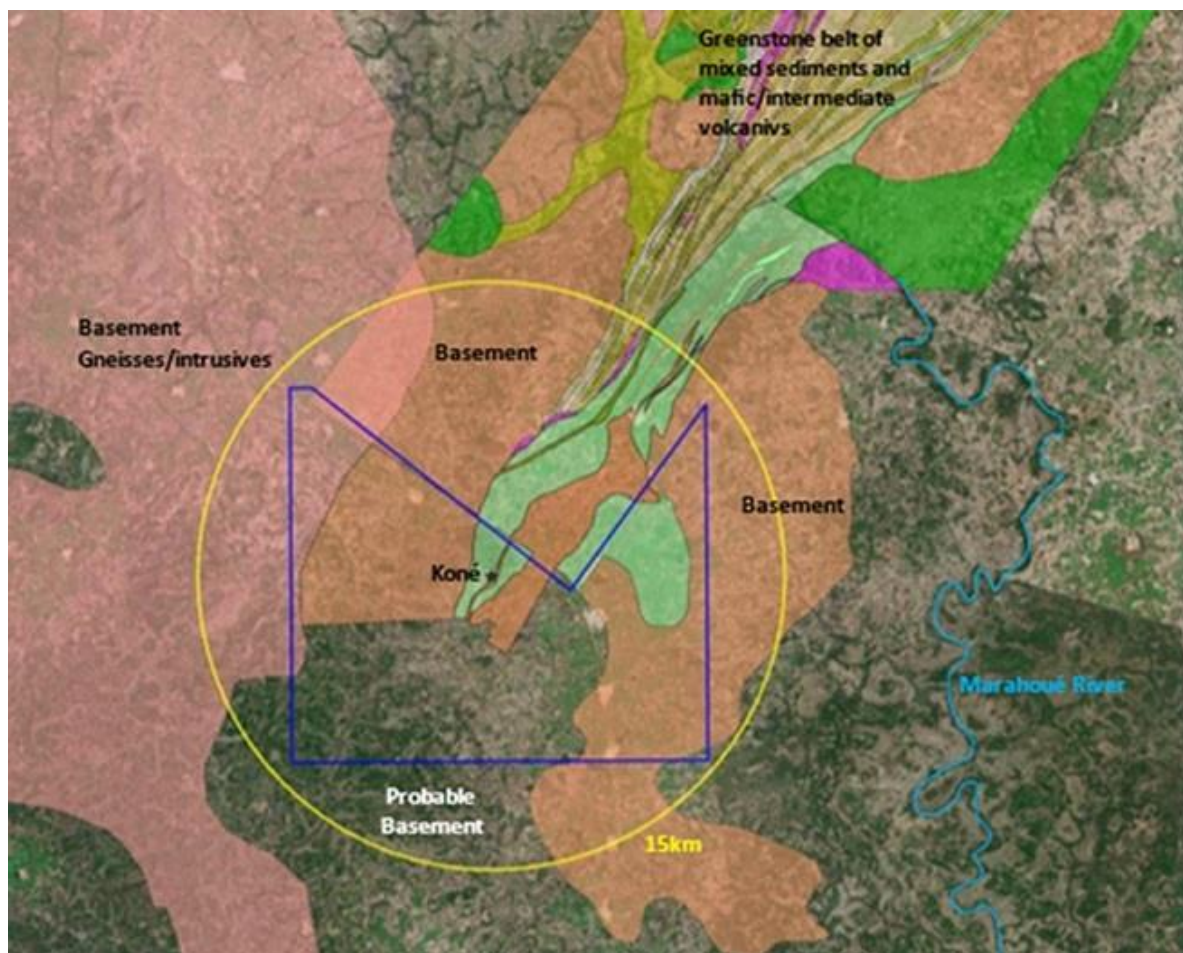 Greenstone belt of
mixed sediments and
mafic/intermediate
volcanivs
Basement
Gneisses/intrusives
Basement
Basement
Koné
Marahoué River
Probable
Basement
15km